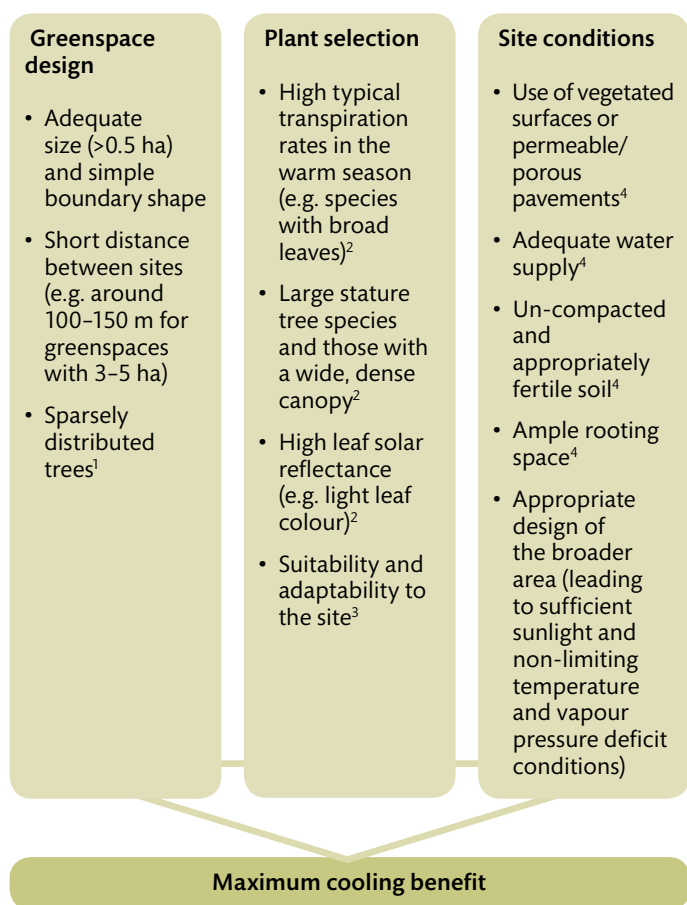 Greenspace
design
• Adequate
size (>0.5 ha)
and simple
boundary shape
• Short distance
between sites
(e.g. around
100–150 m for
greenspaces
with 3–5 ha)
• Sparsely
distributed
trees¹
Plant selection
• High typical
transpiration
rates in the
warm season
(e.g. species
with broad
leaves)²
• Large stature
tree species
and those with
a wide, dense
canopy²
• High leaf solar
reflectance
(e.g. light leaf
colour)²
• Suitability and
adaptability to
the site³
Site conditions
• Use of vegetated
surfaces or
permeable/
porous
pavements⁴
• Adequate water
supply⁴
• Un-compacted
and
appropriately
fertile soil⁴
• Ample rooting
space⁴
• Appropriate
design of
the broader
area (leading
to sufficient
sunlight and
non-limiting
temperature
and vapour
pressure deficit
conditions)
Maximum cooling benefit